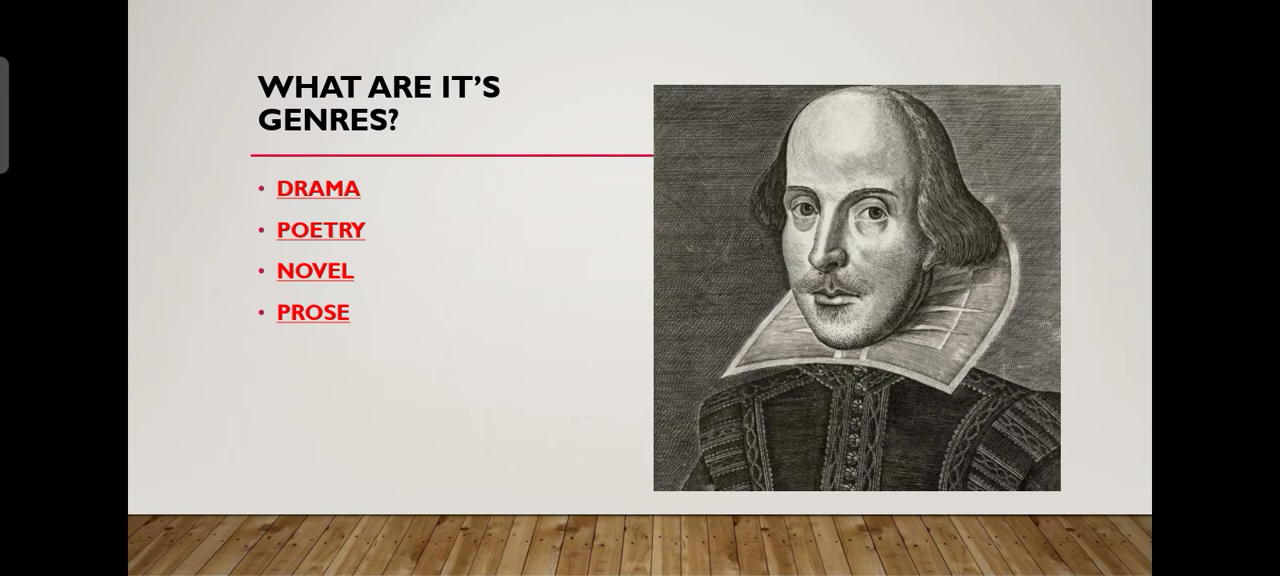 WHAT ARE IT’S
GENRES?
• DRAMA
• POETRY
• NOVEL
• PROSE